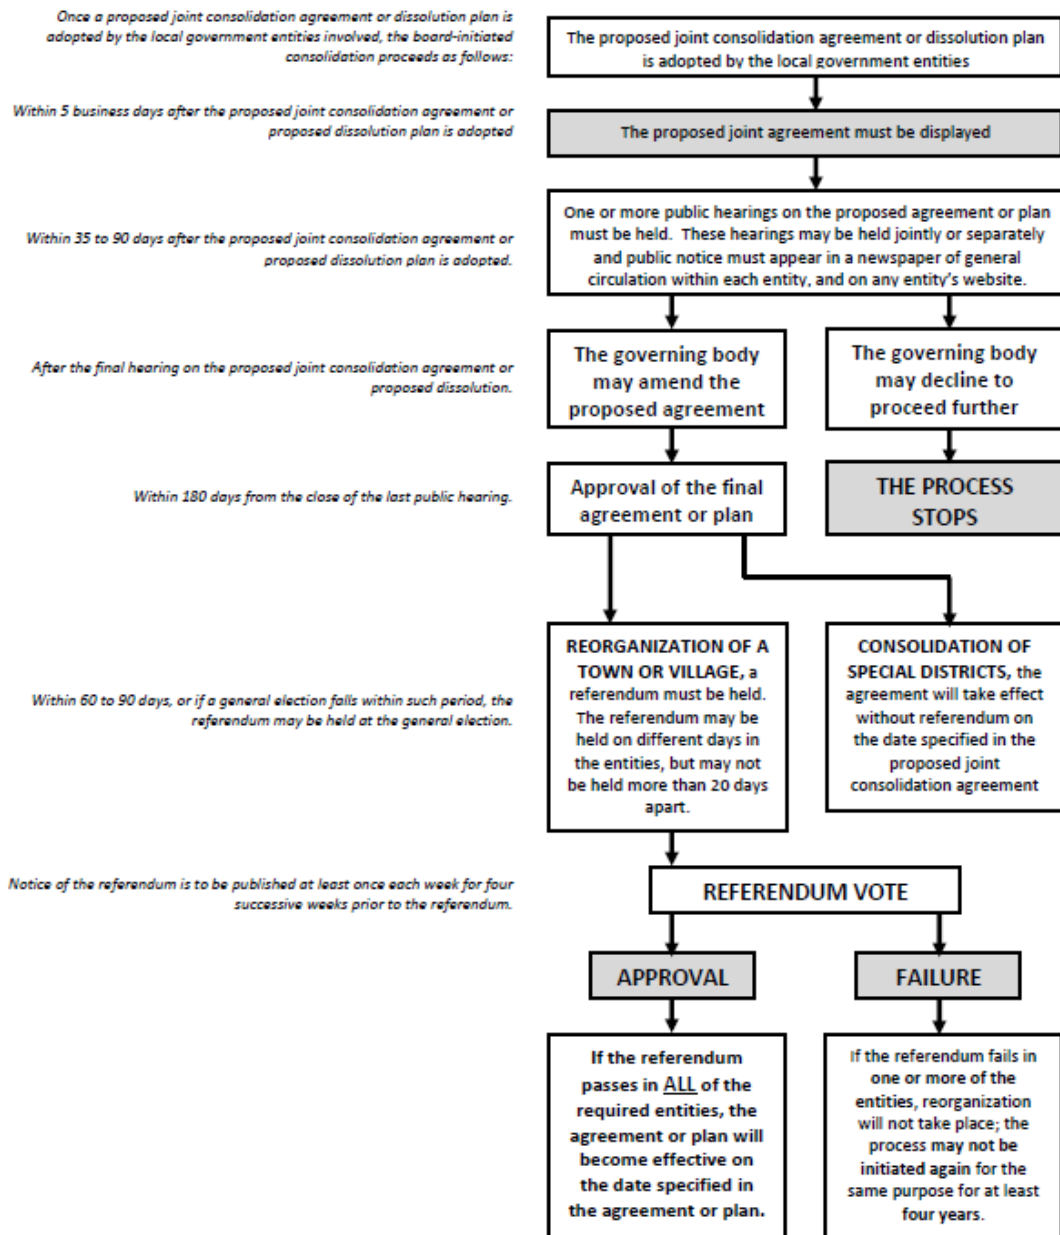 Once a proposed joint consolidation agreement or dissolution plan is
adopted by the local government entities involved, the board-initiated
consolidation proceeds as follows:
The proposed joint consolidation agreement or dissolution plan
is adopted by the local government entities
Within 5 business days after the proposed joint consolidation agreement or
proposed dissolution plan is adopted
The proposed joint agreement must be displayed
Within 35 to 90 days after the proposed joint consolidation agreement or
proposed dissolution plan is adopted.
One or more public hearings on the proposed agreement or plan
must be held. These hearings may be held jointly or separately
and public notice must appear in a newspaper of general
circulation within each entity, and on any entity's website.
After the final hearing on the proposed joint consolidation agreement or
proposed dissolution.
The governing body
may amend the
proposed agreement
The governing body
may decline to
proceed further
Within 180 days from the close of the last public hearing.
Approval of the final
agreement or plan
THE PROCESS
STOPS
Within 60 to 90 days, or if a general election falls within such period, the
referendum may be held at the general election.
REORGANIZATION OF A
TOWN OR VILLAGE, a
referendum must be held.
The referendum may be
held on different days in
the entities, but may not
be held more than 20 days
apart.
CONSOLIDATION OF
SPECIAL DISTRICTS, the
agreement will take effect
without referendum on
the date specified in the
proposed joint
consolidation agreement
Notice of the referendum is to be published at least once each week for four
successive weeks prior to the referendum.
REFERENDUM VOTE
APPROVAL
FAILURE
If the referendum
passes in ALL of the
required entities, the
agreement or plan will
become effective on
the date specified in
the agreement or plan.
If the referendum fails in
one or more of the
entities, reorganization
will not take place; the
process may not be
initiated again for the
same purpose for at least
four years.